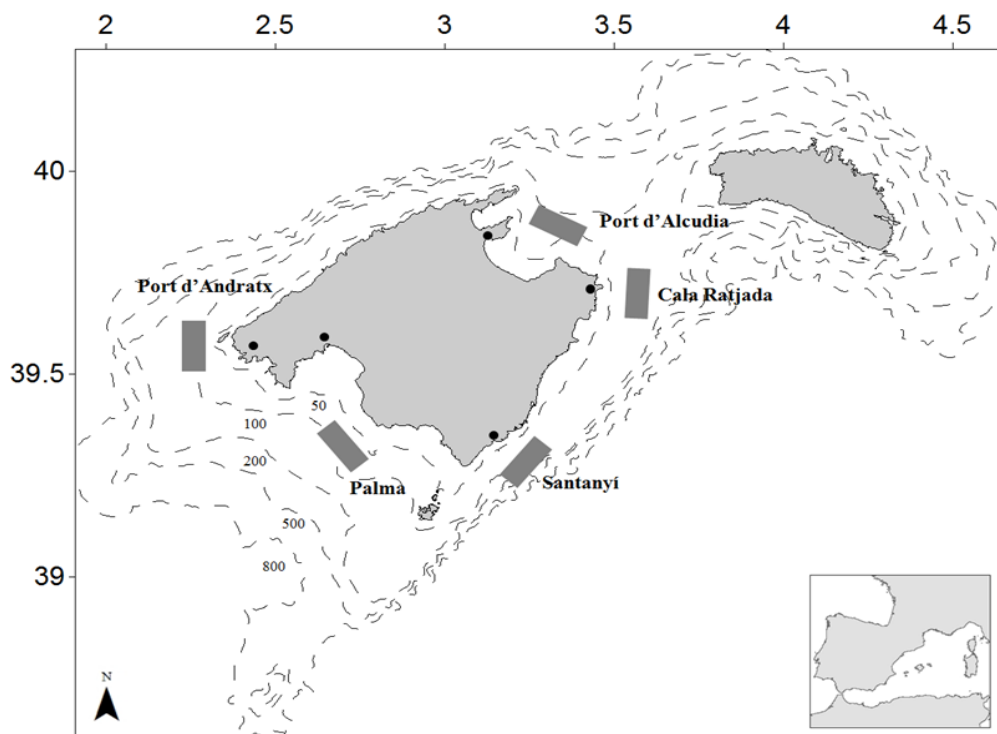 2 2.5 3 3.5 4 4.5
40
Port d'Alcudia
Port d'Andratx
Cala Ratjada
39.5
50
100
200
Palma
Santanyí
500
800
39
N